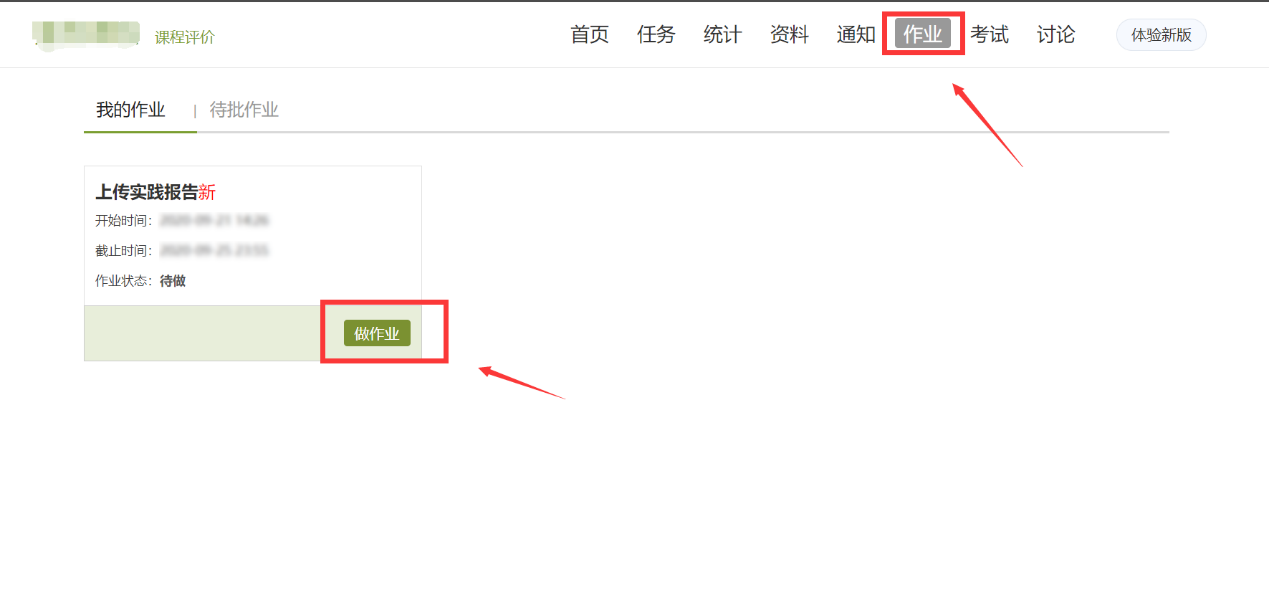 课程评价 首页 任务 统计 资料 通知 作业 考试 讨论 体验新版
我的作业 | 待批作业
上传实践报告新
开始时间：
截止时间：
作业状态：待做
做作业